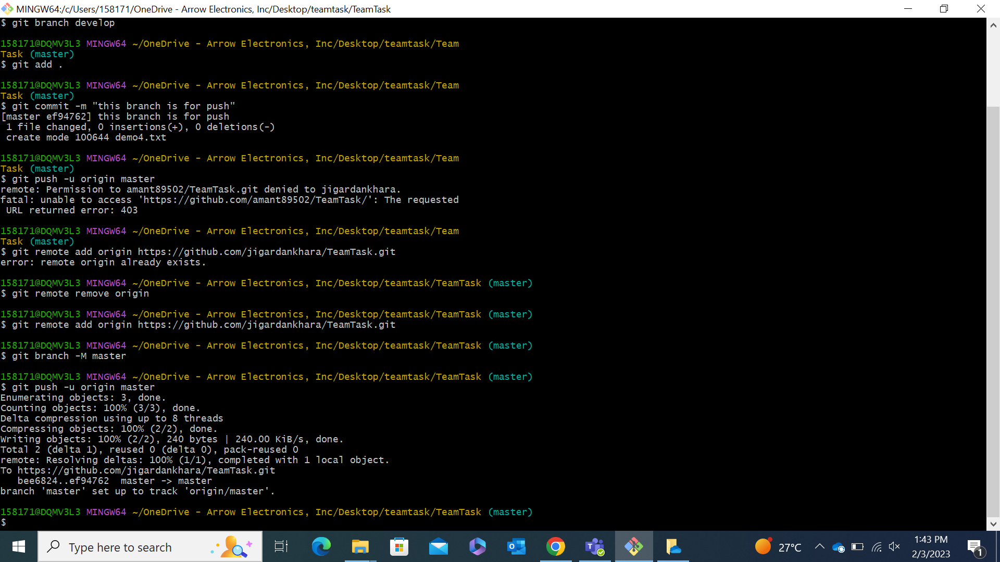 MINGW64:/c/Users/158171/OneDrive - Arrow Electronics, Inc/Desktop/teamtask/TeamTask
$ git branch develop
158171@DQMV3L3 MINGW64 ~/OneDrive - Arrow Electronics, Inc/Desktop/teamtask/Team
Task (master)
$ git add .
158171@DQMV3L3 MINGW64 ~/OneDrive - Arrow Electronics, Inc/Desktop/teamtask/Team
Task (master)
$ git commit -m "this branch is for push"
[master ef94762] this branch is for push
 1 file changed, 0 insertions(+), 0 deletions(-)
 create mode 100644 demo4.txt
158171@DQMV3L3 MINGW64 ~/OneDrive - Arrow Electronics, Inc/Desktop/teamtask/Team
Task (master)
$ git push -u origin master
remote: Permission to amant89502/TeamTask.git denied to jigardankhara.
fatal: unable to access 'https://github.com/amant89502/TeamTask/': The requested
 URL returned error: 403
158171@DQMV3L3 MINGW64 ~/OneDrive - Arrow Electronics, Inc/Desktop/teamtask/Team
Task (master)
$ git remote add origin https://github.com/jigardankhara/TeamTask.git
error: remote origin already exists.
158171@DQMV3L3 MINGW64 ~/OneDrive - Arrow Electronics, Inc/Desktop/teamtask/TeamTask (master)
$ git remote remove origin
158171@DQMV3L3 MINGW64 ~/OneDrive - Arrow Electronics, Inc/Desktop/teamtask/TeamTask (master)
$ git remote add origin https://github.com/jigardankhara/TeamTask.git
158171@DQMV3L3 MINGW64 ~/OneDrive - Arrow Electronics, Inc/Desktop/teamtask/TeamTask (master)
$ git branch -M master
158171@DQMV3L3 MINGW64 ~/OneDrive - Arrow Electronics, Inc/Desktop/teamtask/TeamTask (master)
$ git push -u origin master
Enumerating objects: 3, done.
Counting objects: 100% (3/3), done.
Delta compression using up to 8 threads
Compressing objects: 100% (2/2), done.
Writing objects: 100% (2/2), 240 bytes | 240.00 KiB/s, done.
Total 2 (delta 1), reused 0 (delta 0), pack-reused 0
remote: Resolving deltas: 100% (1/1), completed with 1 local object.
To https://github.com/jigardankhara/TeamTask.git
   bee6824..ef94762  master -> master
branch 'master' set up to track 'origin/master'.
158171@DQMV3L3 MINGW64 ~/OneDrive - Arrow Electronics, Inc/Desktop/teamtask/TeamTask (master)
$
Type here to search
27°C
1:43 PM
2/3/2023
1